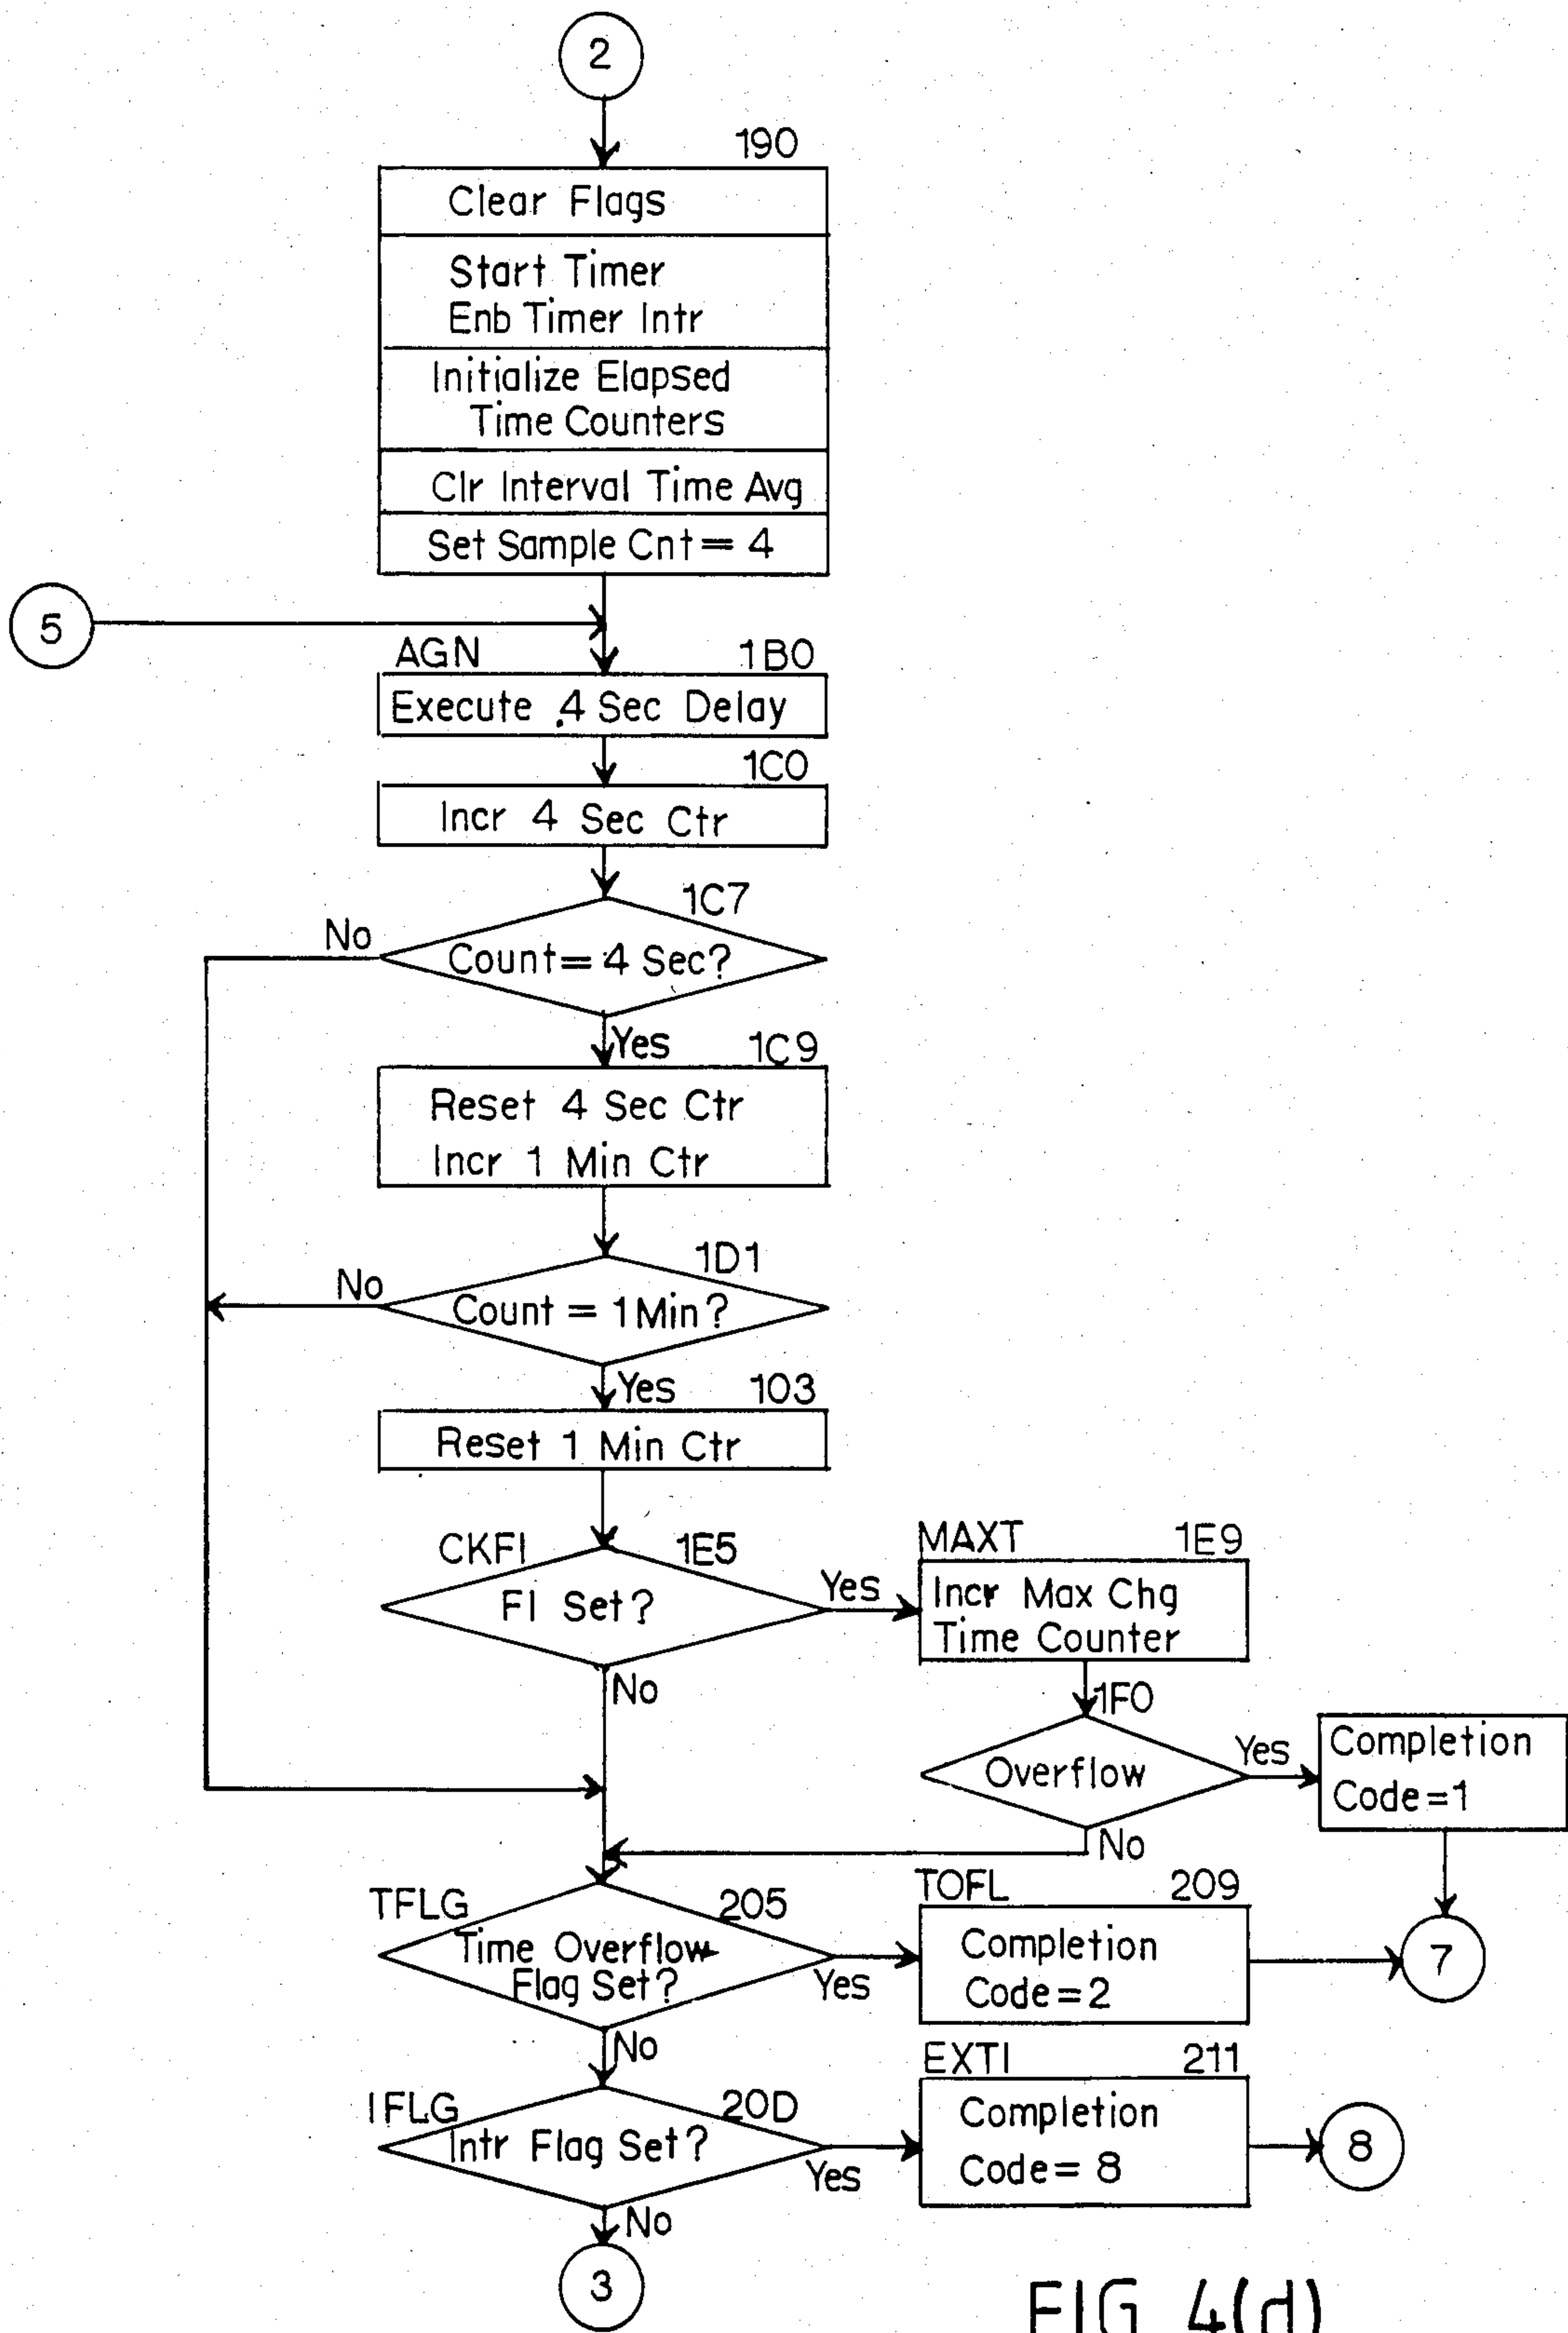 2
190
Clear Flags
Start Timer
Enb Timer Intr
Initialize Elapsed
Time Counters
Clr Interval Time Avg
Set Sample Cnt = 4
5
AGN 1B0
Execute .4 Sec Delay
1C0
Incr 4 Sec Ctr
1C7
No
Count = 4 Sec?
Yes 1C9
Reset 4 Sec Ctr
Incr 1 Min Ctr
1D1
No
Count = 1 Min?
Yes 103
Reset 1 Min Ctr
CKFI 1E5
FI Set?
Yes
No
MAXT 1E9
Incr Max Chg
Time Counter
1F0
Overflow
Yes
No
Completion
Code=1
TFLG 205
Time Overflow
Flag Set?
Yes
No
TOFL 209
Completion
Code=2
7
IFLG 20D
Intr Flag Set?
Yes
No
EXTI 211
Completion
Code= 8
8
3
FIG 4(d)